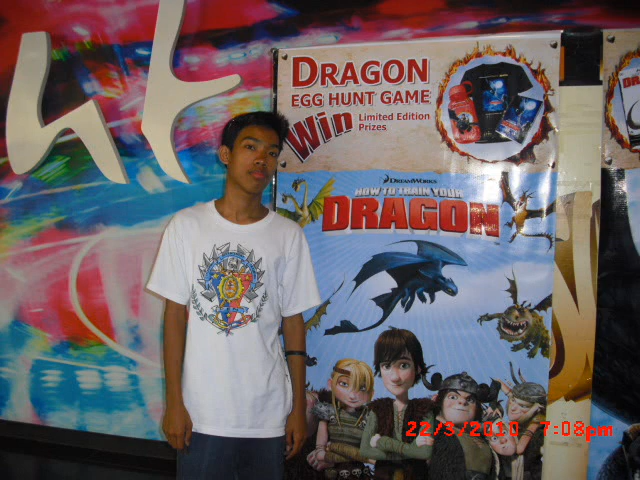 DRAGON
EGG HUNT GAME
Win Limited Edition
Prizes
DREAMWORKS
HOW TO TRAIN YOUR
DRAGON
22/3/2010 7:08pm